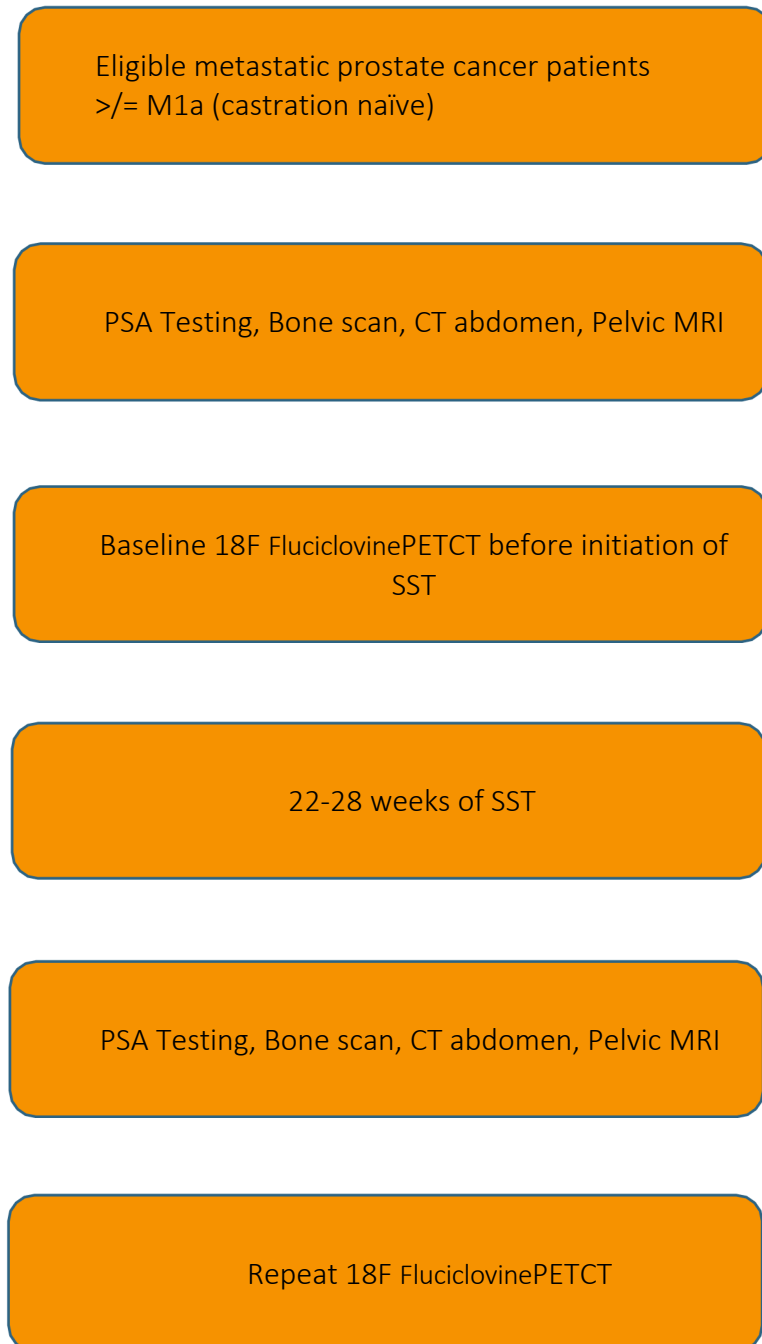 Eligible metastatic prostate cancer patients
>/= M1a (castration naïve)
PSA Testing, Bone scan, CT abdomen, Pelvic MRI
Baseline 18F FluciclovinePETCT before initiation of
SST
22-28 weeks of SST
PSA Testing, Bone scan, CT abdomen, Pelvic MRI
Repeat 18F FluciclovinePETCT